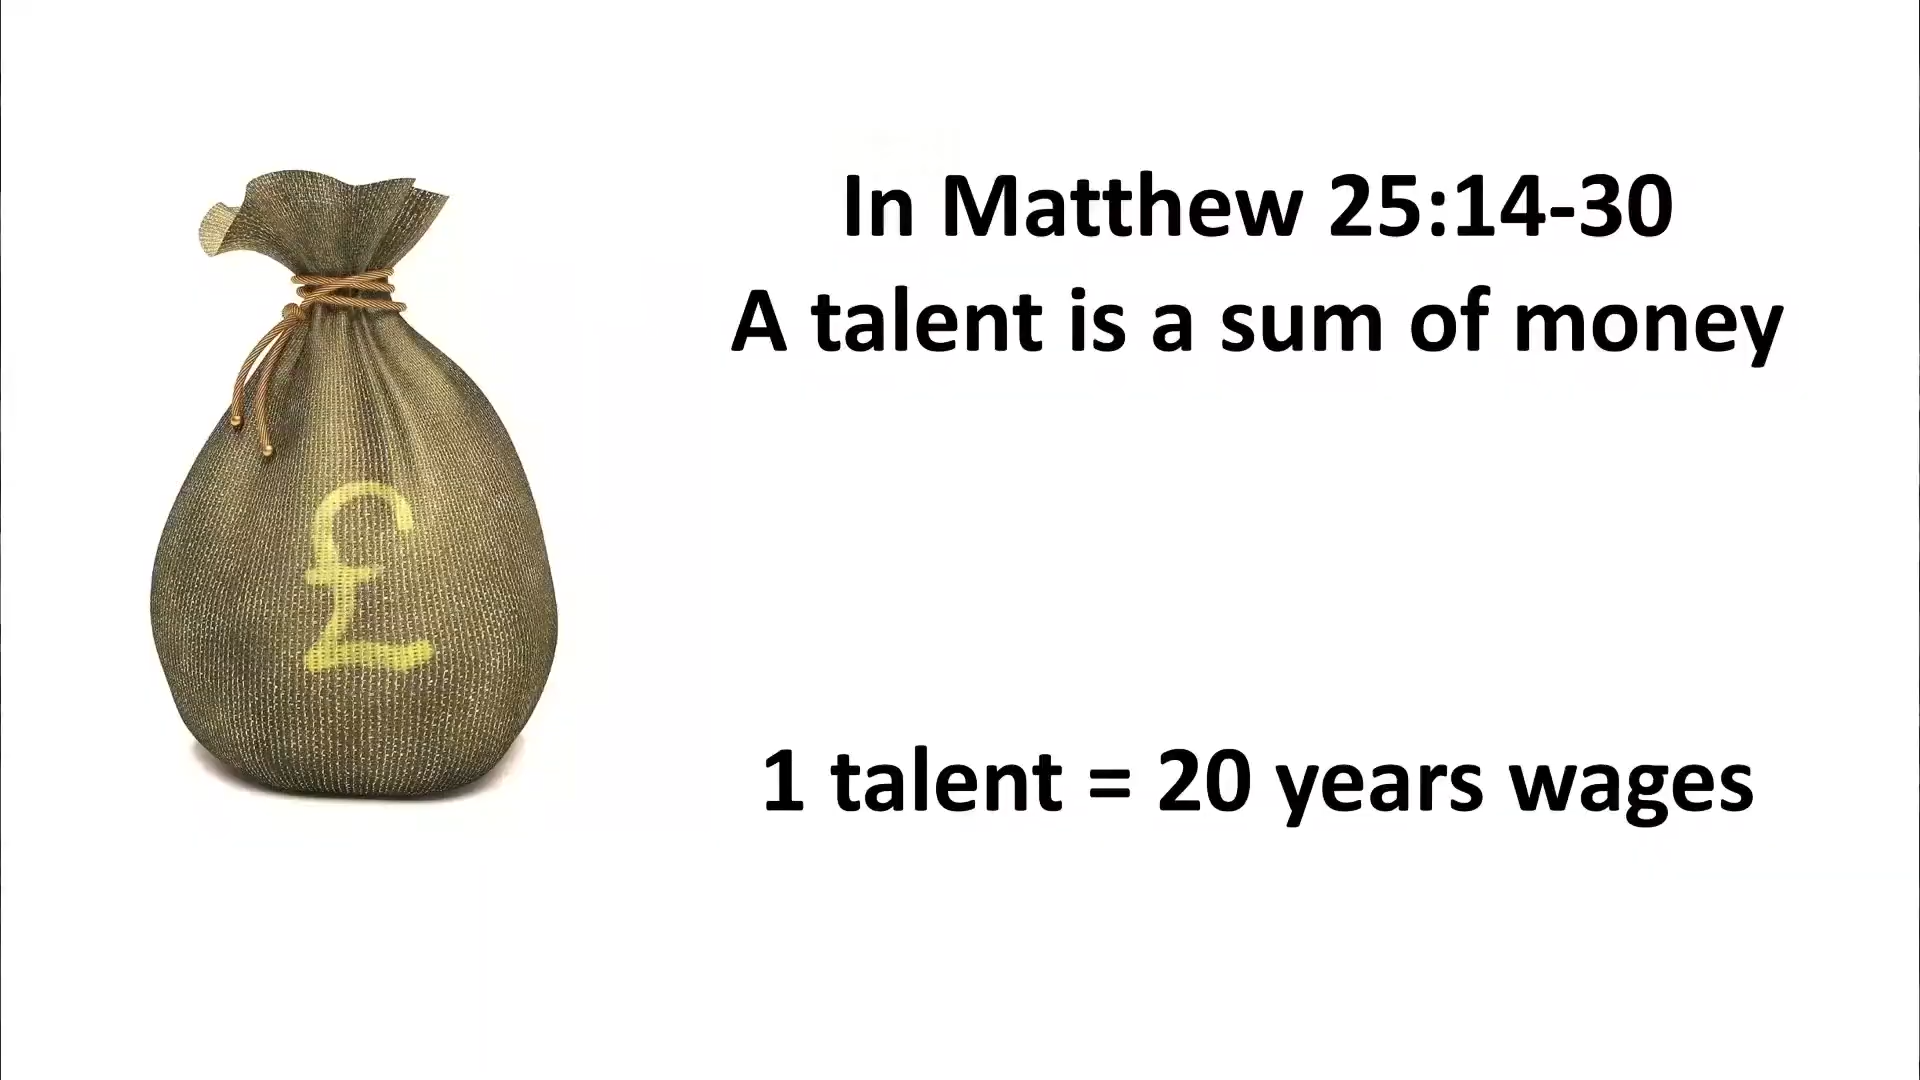 In Matthew 25:14-30
A talent is a sum of money
£
1 talent = 20 years wages